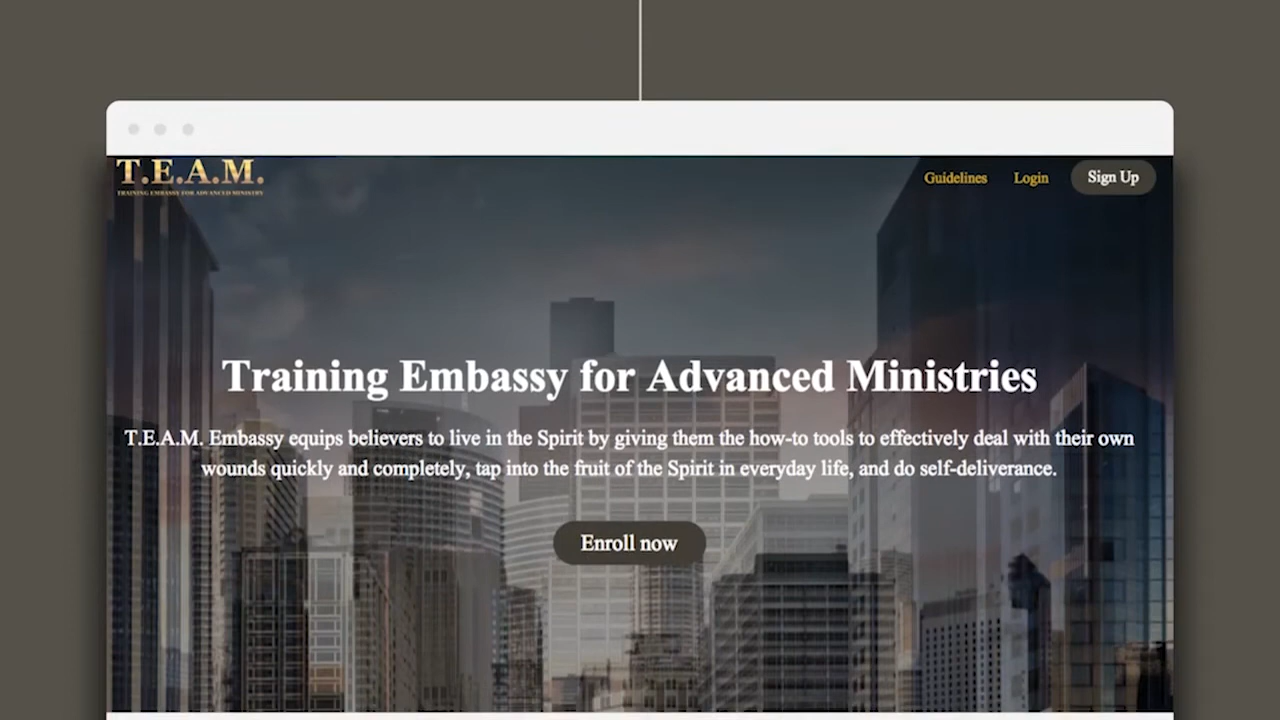 T.E.A.M.
TRAINING EMBASSY FOR ADVANCED MINISTRY
Guidelines
Login
Sign Up
Training Embassy for Advanced Ministries
T.E.A.M. Embassy equips believers to live in the Spirit by giving them the how-to tools to effectively deal with their own
wounds quickly and completely, tap into the fruit of the Spirit in everyday life, and do self-deliverance.
Enroll now